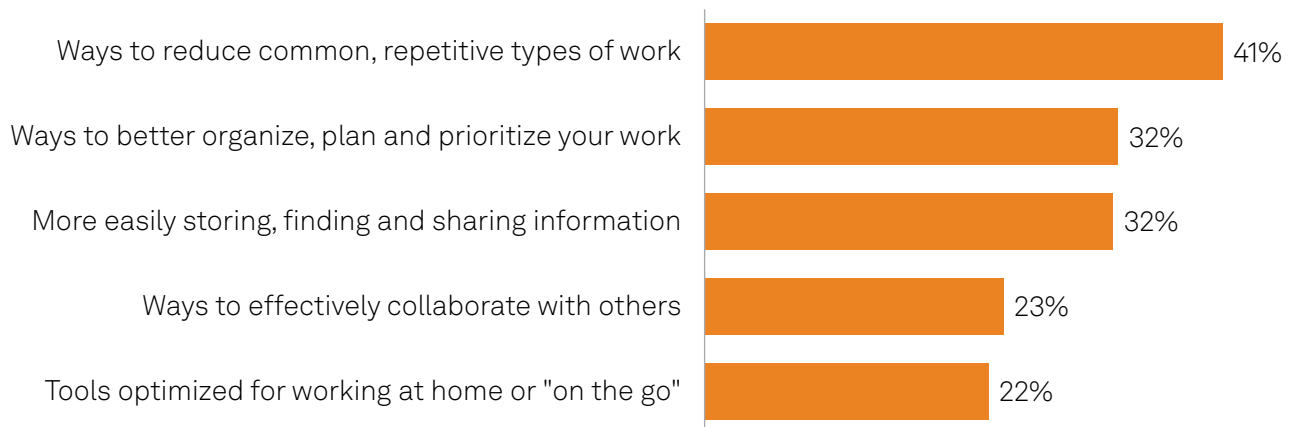 Ways to reduce common, repetitive types of work 41%
Ways to better organize, plan and prioritize your work 32%
More easily storing, finding and sharing information 32%
Ways to effectively collaborate with others 23%
Tools optimized for working at home or "on the go" 22%